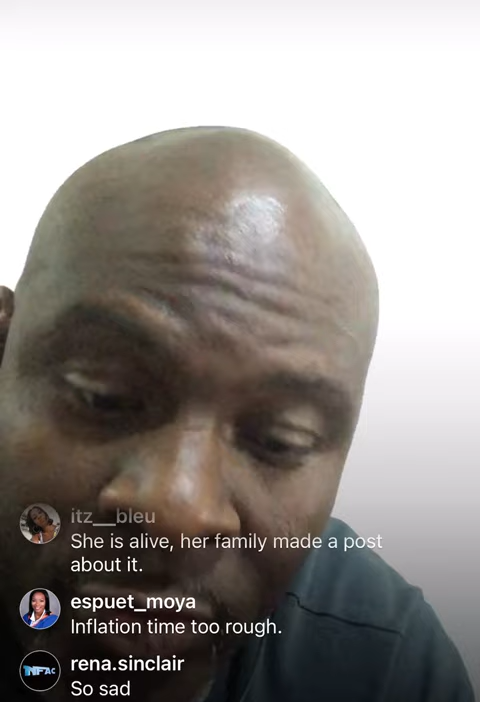 itz__bleu
She is alive, her family made a post
about it.
espuet_moya
Inflation time too rough.
rena.sinclair
So sad